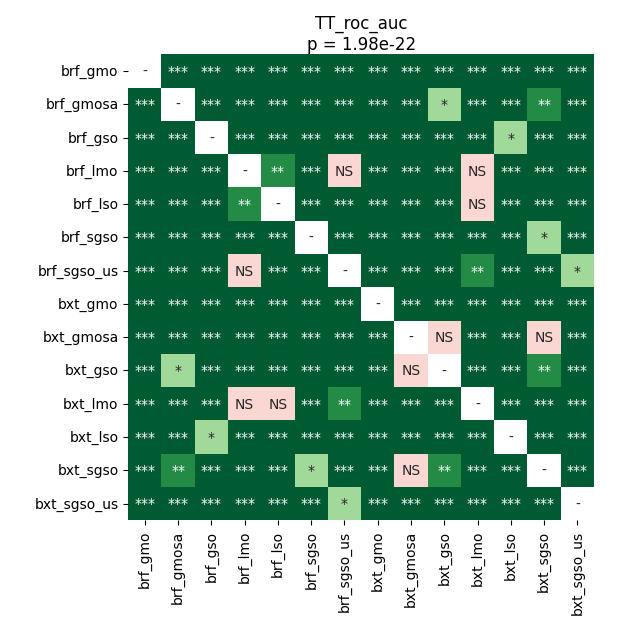 TT_roc_auc
p = 1.98e-22
brf_gmo - *** *** *** *** *** *** *** *** *** *** *** *** ***
brf_gmosa *** - *** *** *** *** *** *** *** * *** *** ** ***
brf_gso *** *** - *** *** *** *** *** *** *** *** * *** ***
brf_lmo *** *** *** - ** *** NS *** *** *** NS *** *** ***
brf_lso *** *** *** ** - *** *** *** *** *** NS *** *** ***
brf_sgso *** *** *** *** *** - *** *** *** *** *** *** * ***
brf_sgso_us *** *** *** NS *** *** - *** *** *** ** *** *** *
bxt_gmo *** *** *** *** *** *** *** - *** *** *** *** *** ***
bxt_gmosa *** *** *** *** *** *** *** *** - NS *** *** NS ***
bxt_gso *** * *** *** *** *** *** *** NS - *** *** ** ***
bxt_lmo *** *** *** NS NS *** ** *** *** *** - *** *** ***
bxt_lso *** *** * *** *** *** *** *** *** *** *** - *** ***
bxt_sgso *** ** *** *** *** * *** *** NS ** *** *** - ***
bxt_sgso_us *** *** *** *** *** *** * *** *** *** *** *** *** -
brf_gmo
brf_gmosa
brf_gso
brf_lmo
brf_lso
brf_sgso
brf_sgso_us
bxt_gmo
bxt_gmosa
bxt_gso
bxt_lmo
bxt_lso
bxt_sgso
bxt_sgso_us